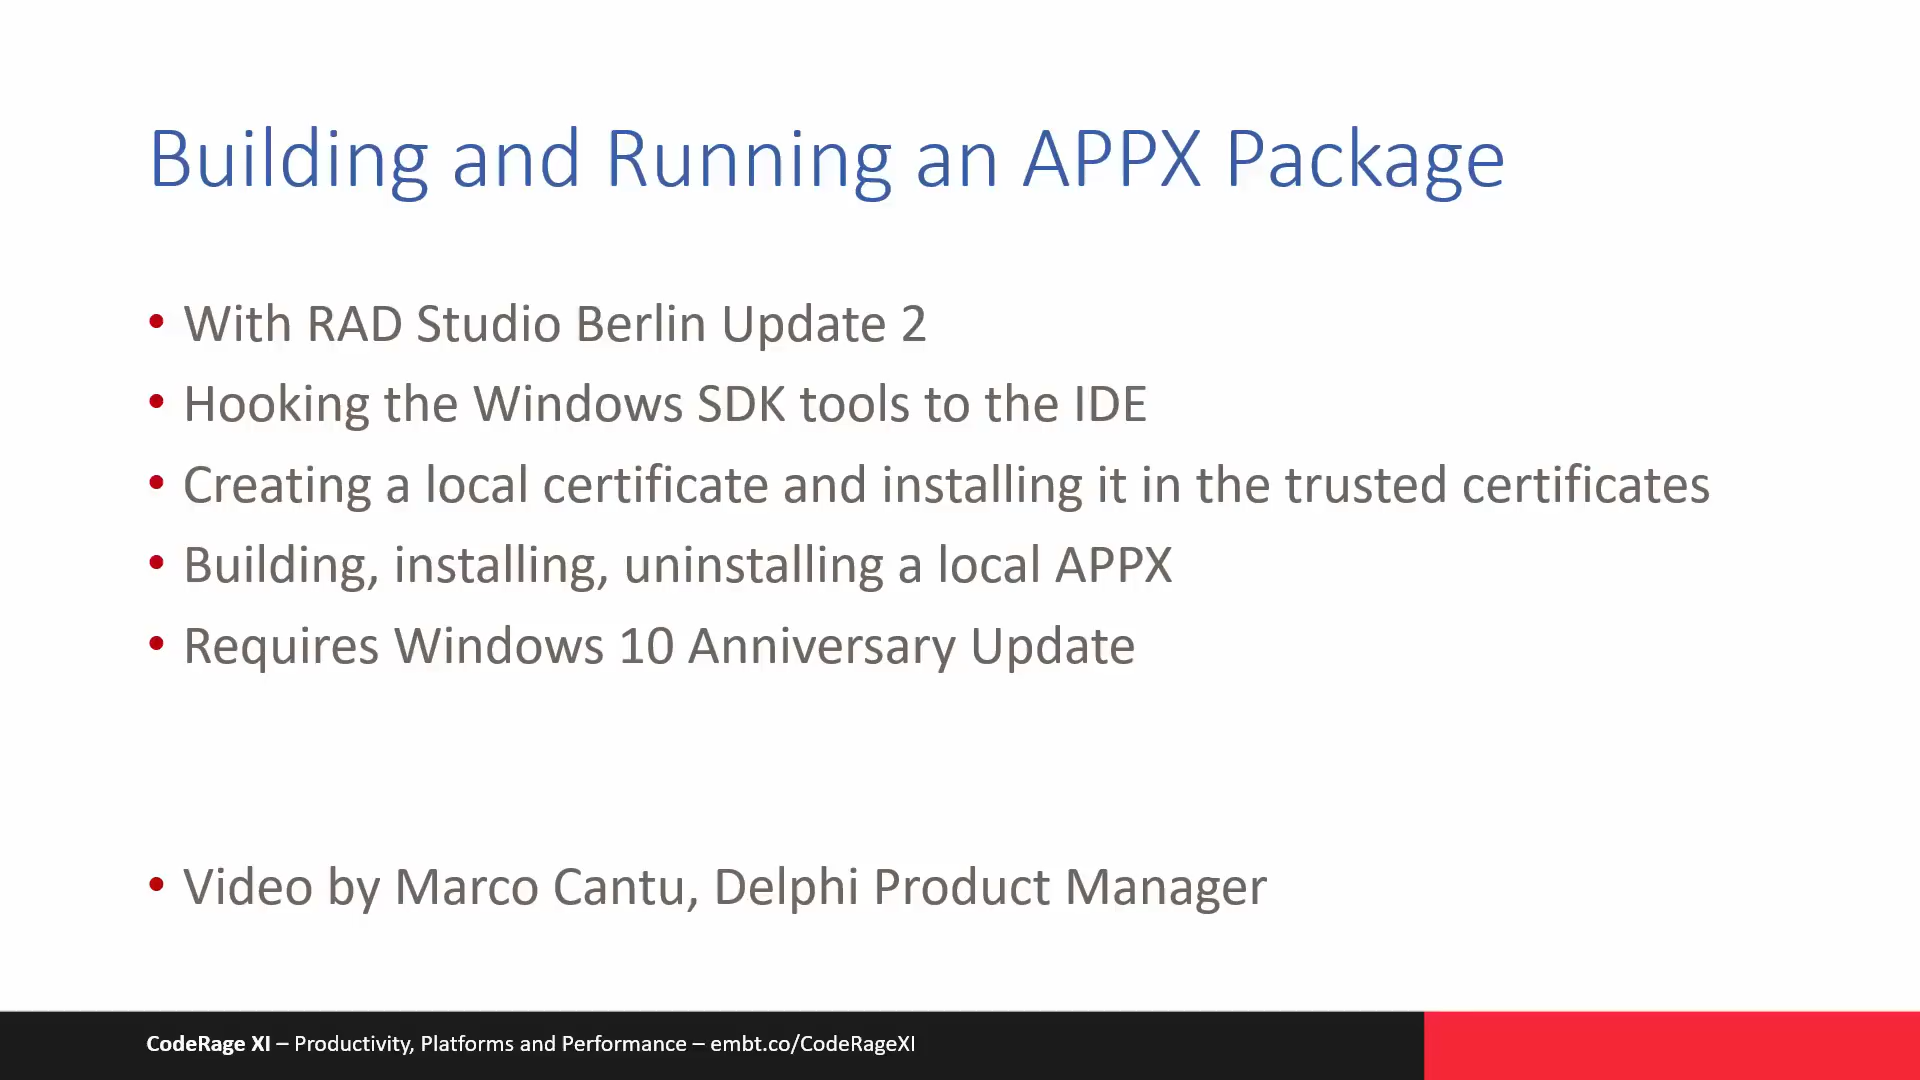 Building and Running an APPX Package
• With RAD Studio Berlin Update 2
• Hooking the Windows SDK tools to the IDE
• Creating a local certificate and installing it in the trusted certificates
• Building, installing, uninstalling a local APPX
• Requires Windows 10 Anniversary Update
• Video by Marco Cantu, Delphi Product Manager
CodeRage XI – Productivity, Platforms and Performance – embt.co/CodeRageXI